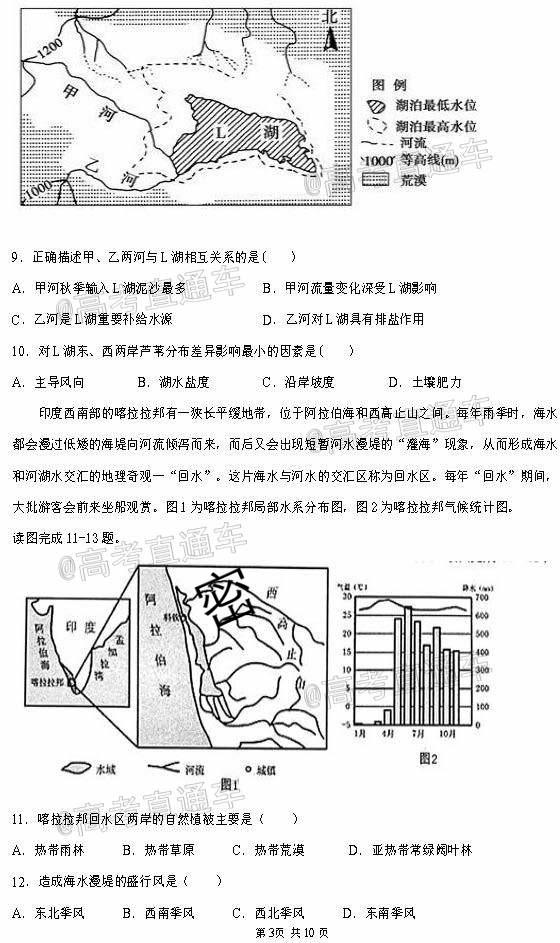 北
1200
甲
河
L 湖
乙 河
1000
图 例
湖泊最低水位
湖泊最高水位
河流
1000 等高线(m)
荒漠
@高考直通车
9．正确描述甲、乙两河与 L 湖相互关系的是(　　)
A．甲河秋季输入 L 湖泥沙最多 B．甲河流量变化深受 L 湖影响
@高考直通车
C．乙河是 L 湖重要补给水源 D．乙河对 L 湖具有排盐作用
10．对 L 湖东、西两岸芦苇分布差异影响最小的因素是(　　)
A．主导风向 B．湖水盐度 C．沿岸坡度 D．土壤肥力
印度西南部的喀拉拉邦有一狭长平缓地带，位于阿拉伯海和西高止山之间。每年雨季时，海水
都会漫过低矮的海堤向河流倾泻而来，而后又会出现短暂河水漫堤的“灌海”现象，从而形成海水
和河湖水交汇的地理奇观—“回水”。这片海水与河水的交汇区称为回水区。每年“回水”期间，
大批游客会前来坐船观赏。图 1 为喀拉拉邦局部水系分布图，图 2 为喀拉拉邦气候统计图。
读图完成 11-13 题。
@高考直通车
阿拉伯海
印 度
孟加拉湾
喀拉拉邦
阿拉伯海
科钦
密
西高止山
水域 河流 城镇
图1
气温(℃) 降水(mm)
30 700
25 600
20 500
15 400
10 300
5 200
0 100
-5 0
1月 4月 7月 10月
图2
@高考直通车
@高考直通车
11．喀拉拉邦回水区两岸的自然植被主要是（　　）
A．热带雨林 B．热带草原 C．热带荒漠 D．亚热带常绿阔叶林
12．造成海水漫堤的盛行风是（　　）
A．东北季风 B．西南季风 C．西北季风 D．东南季风
第 3页 共 10 页